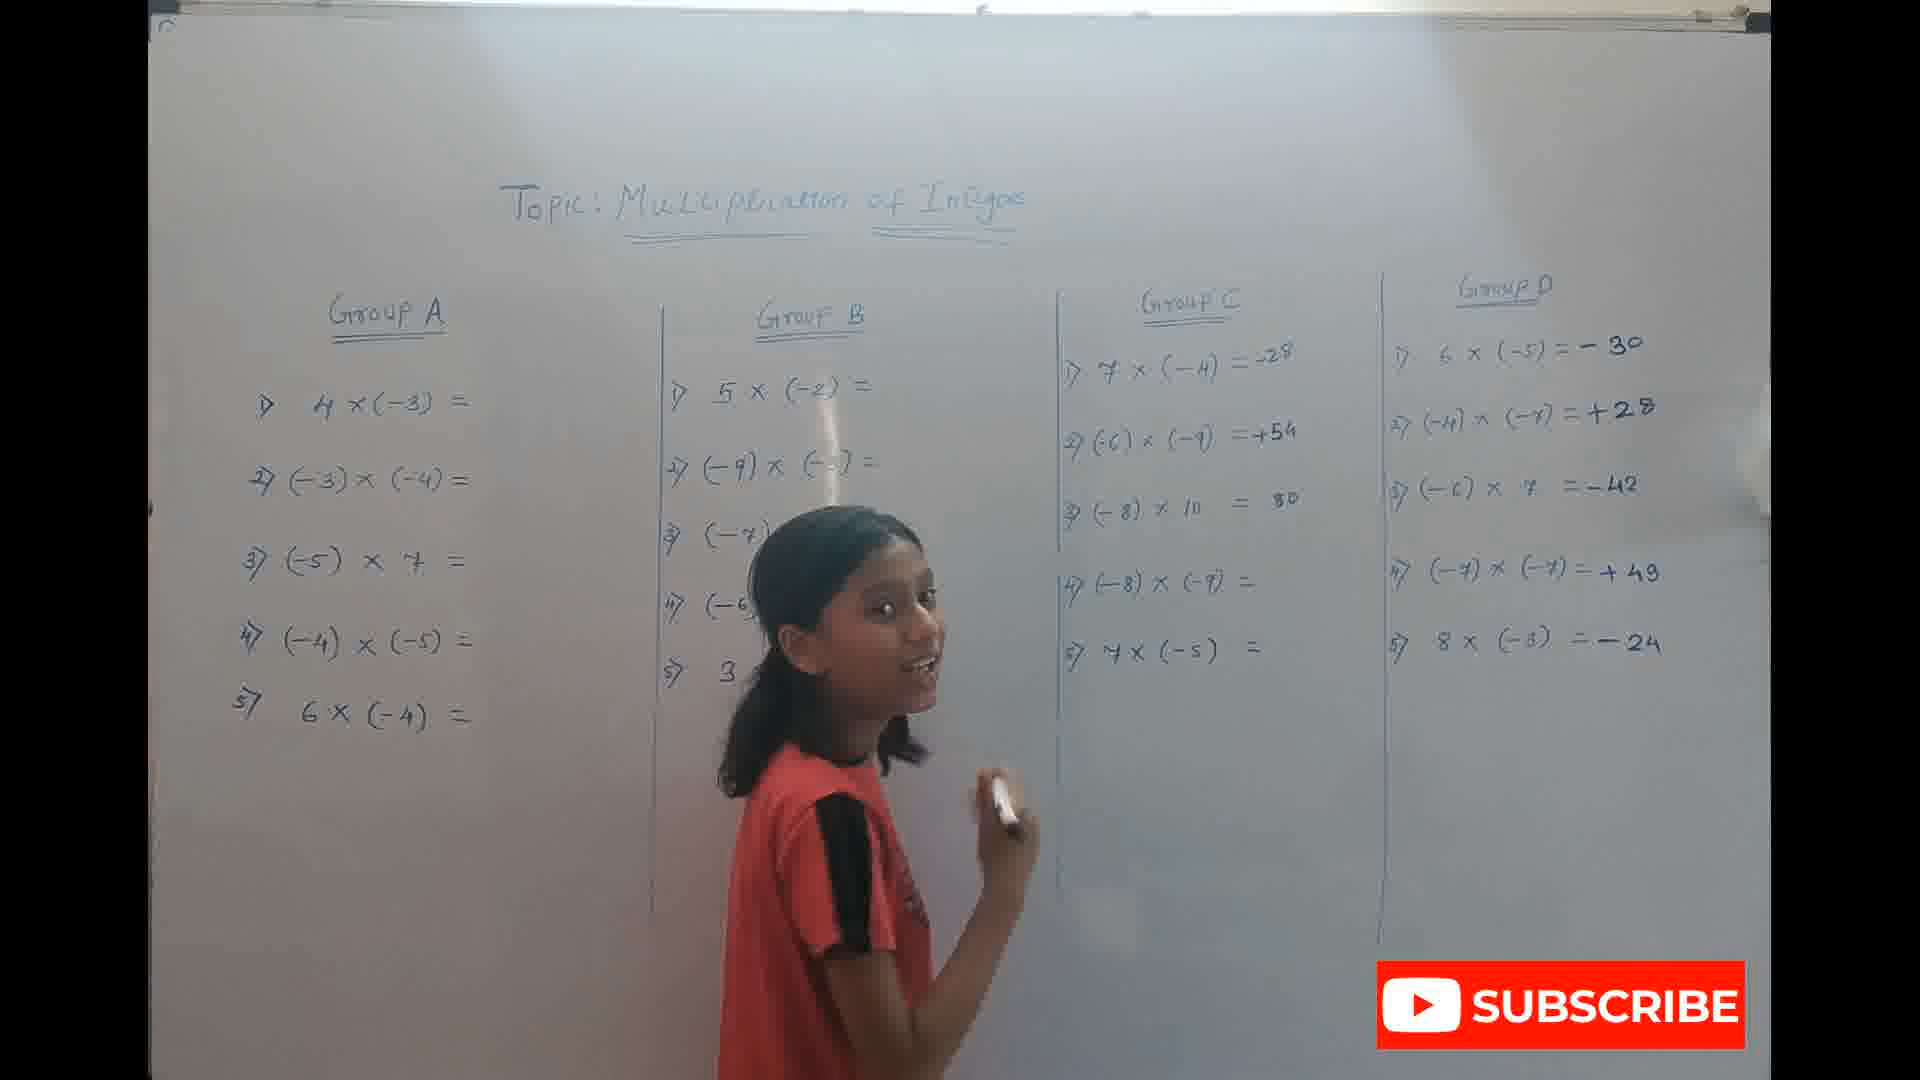 Topic: Multiplication of Integers
Group A
1) 4 × (-3) =
2) (-3) × (-4) =
3) (-5) × 7 =
4) (-4) × (-5) =
5) 6 × (-4) =
Group B
1) 5 × (-2) =
2) (-9) × (- ) =
3) (-7)
4) (-6)
5) 3
Group C
1) 7 × (-4) = -28
2) (-6) × (-9) = +54
3) (-8) × 10 = 80
4) (-8) × (-9) =
5) 7 × (-5) =
Group D
1) 6 × (-5) = - 30
2) (-4) × (-7) = +28
3) (-6) × 7 = -42
4) (-7) × (-7) = +49
5) 8 × (-3) = -24
SUBSCRIBE